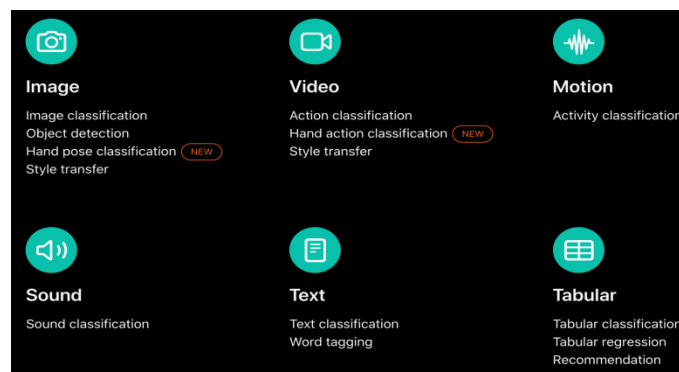 Image
Image classification
Object detection
Hand pose classification NEW
Style transfer
Video
Action classification
Hand action classification NEW
Style transfer
Motion
Activity classification
Sound
Sound classification
Text
Text classification
Word tagging
Tabular
Tabular classification
Tabular regression
Recommendation